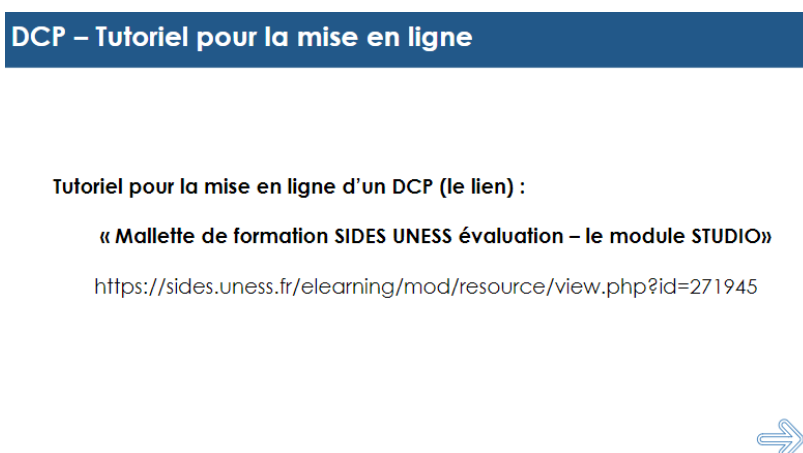 DCP – Tutoriel pour la mise en ligne
Tutoriel pour la mise en ligne d’un DCP (le lien) :
« Mallette de formation SIDES UNESS évaluation – le module STUDIO»
https://sides.uness.fr/elearning/mod/resource/view.php?id=271945